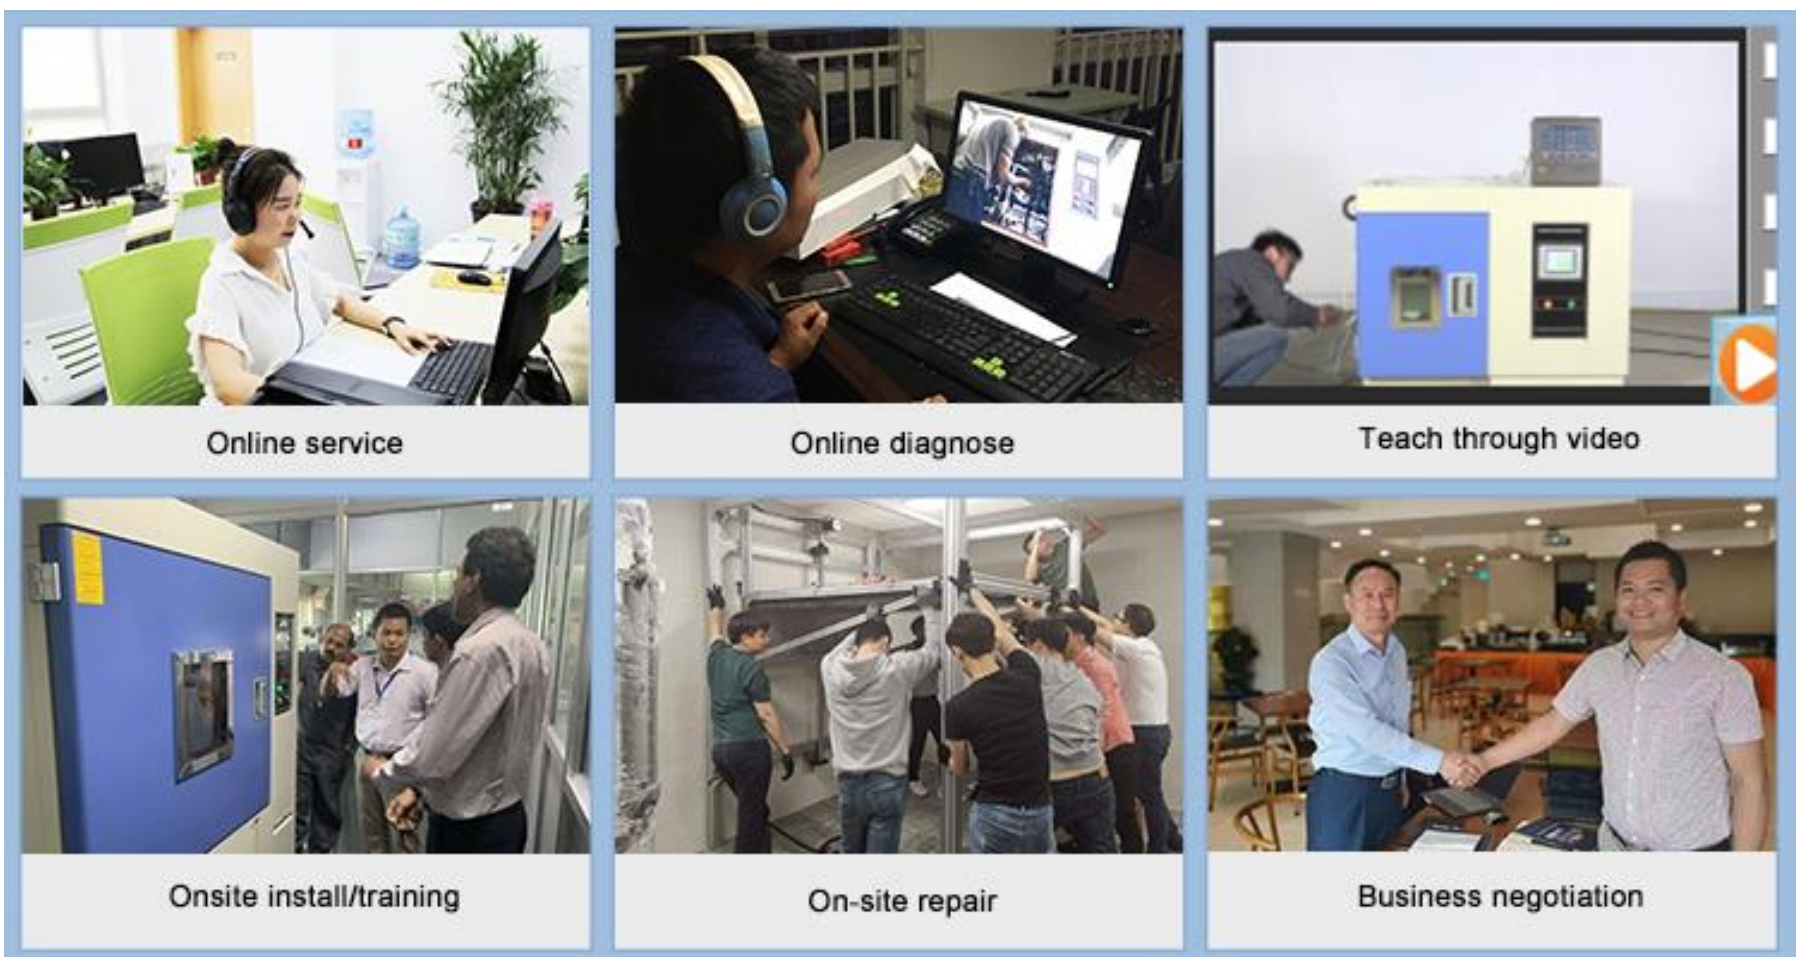 Online service
Online diagnose
Teach through video
Onsite install/training
On-site repair
Business negotiation